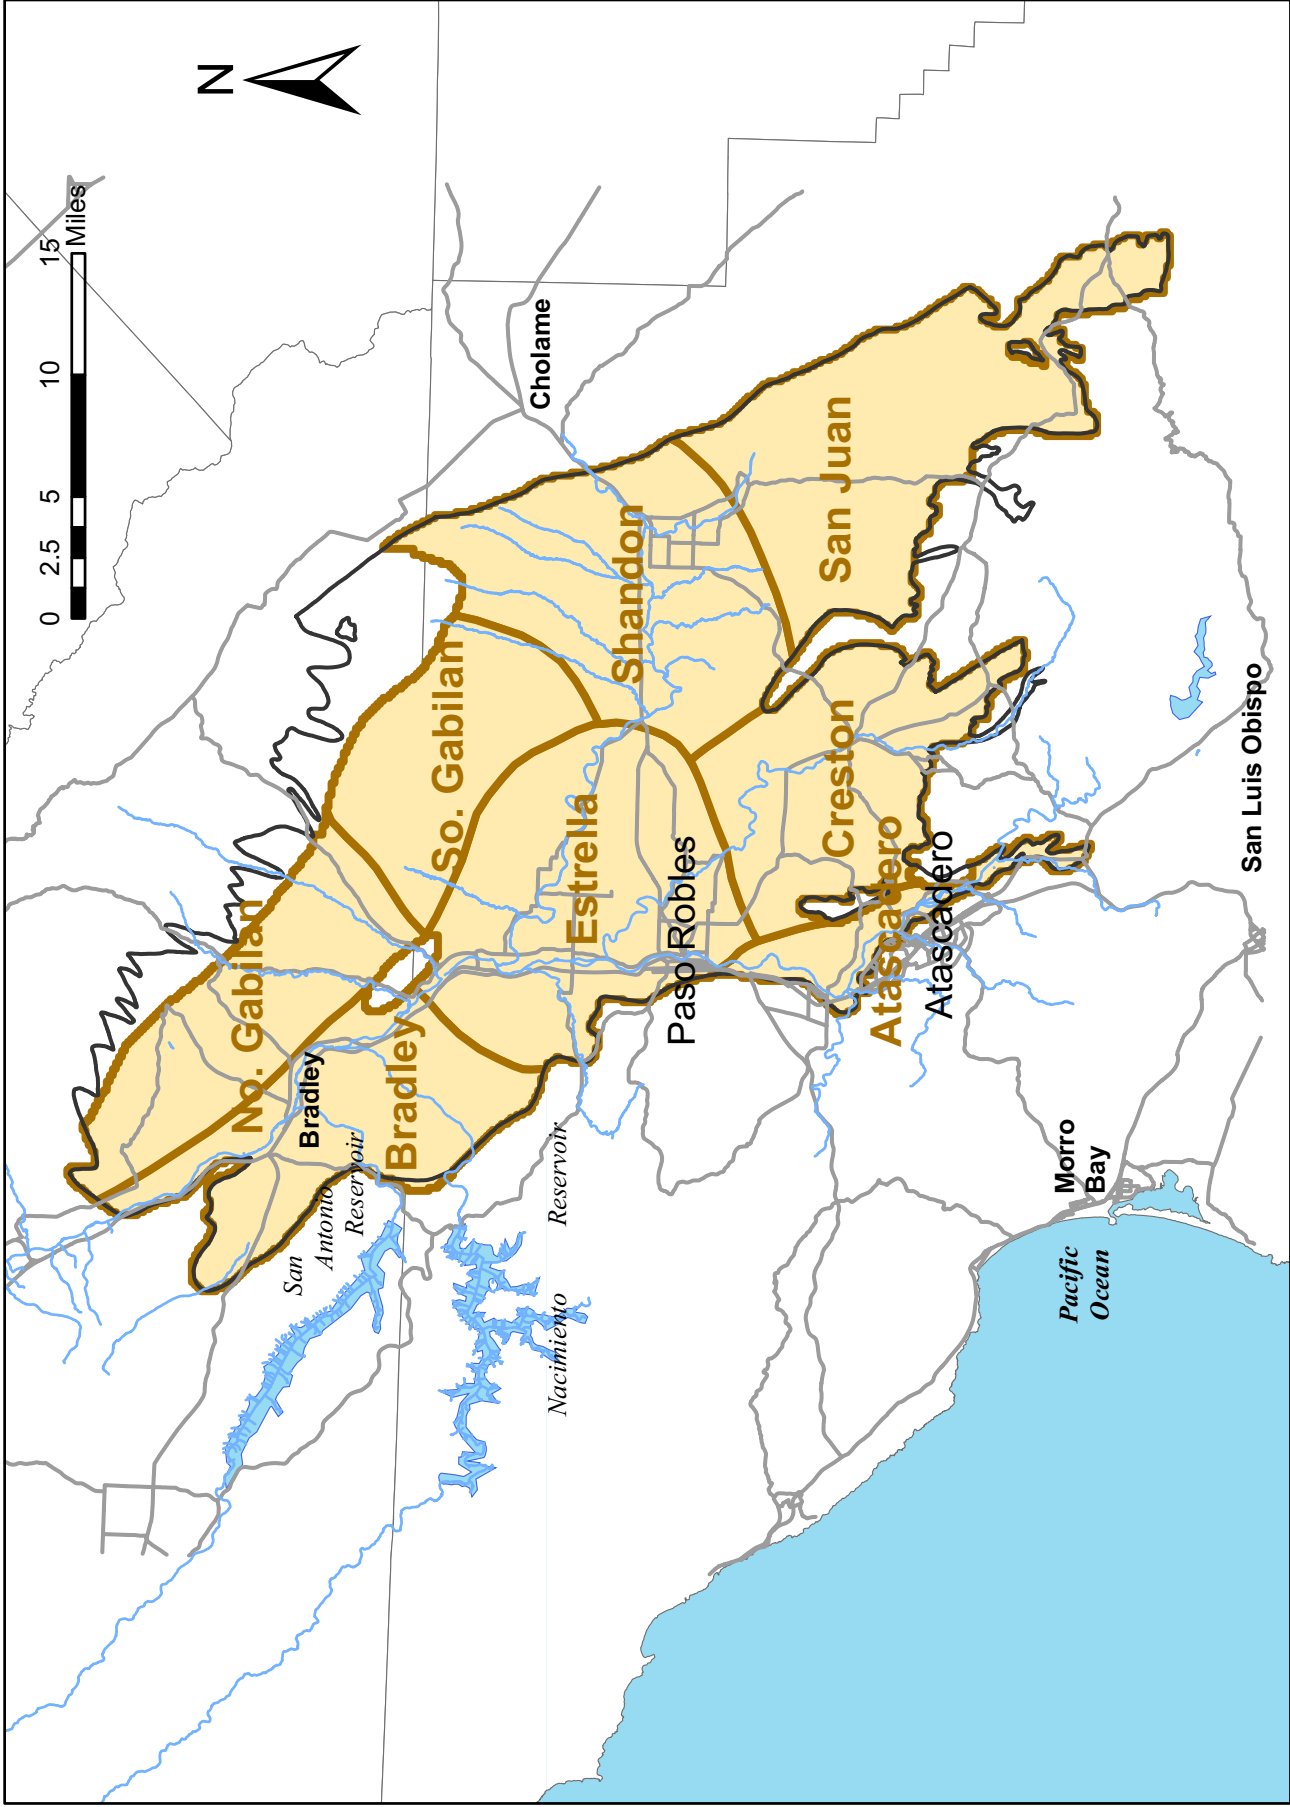 N
0 2.5 5 10 15
Miles
No. Gabilan
So. Gabilan
Bradley
Bradley
San
Antonio
Reservoir
Nacimiento Reservoir
Cholame
Shandon
Estrella
Paso Robles
San Juan
Creston
Atascadero
Atascadero
Morro
Bay
Pacific
Ocean
San Luis Obispo